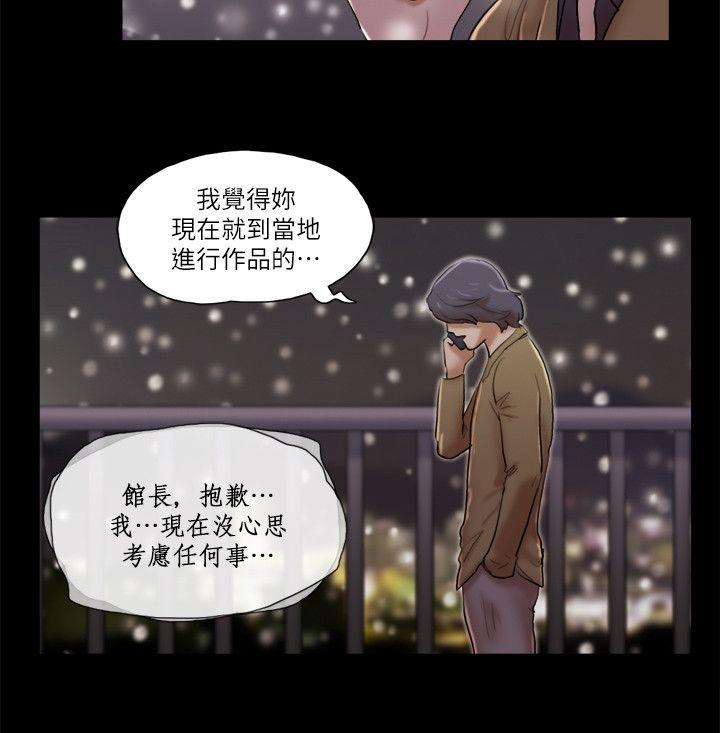 我覺得妳
現在就到當地
進行作品的⋯
館長，抱歉⋯
我⋯現在沒心思
考慮任何事⋯